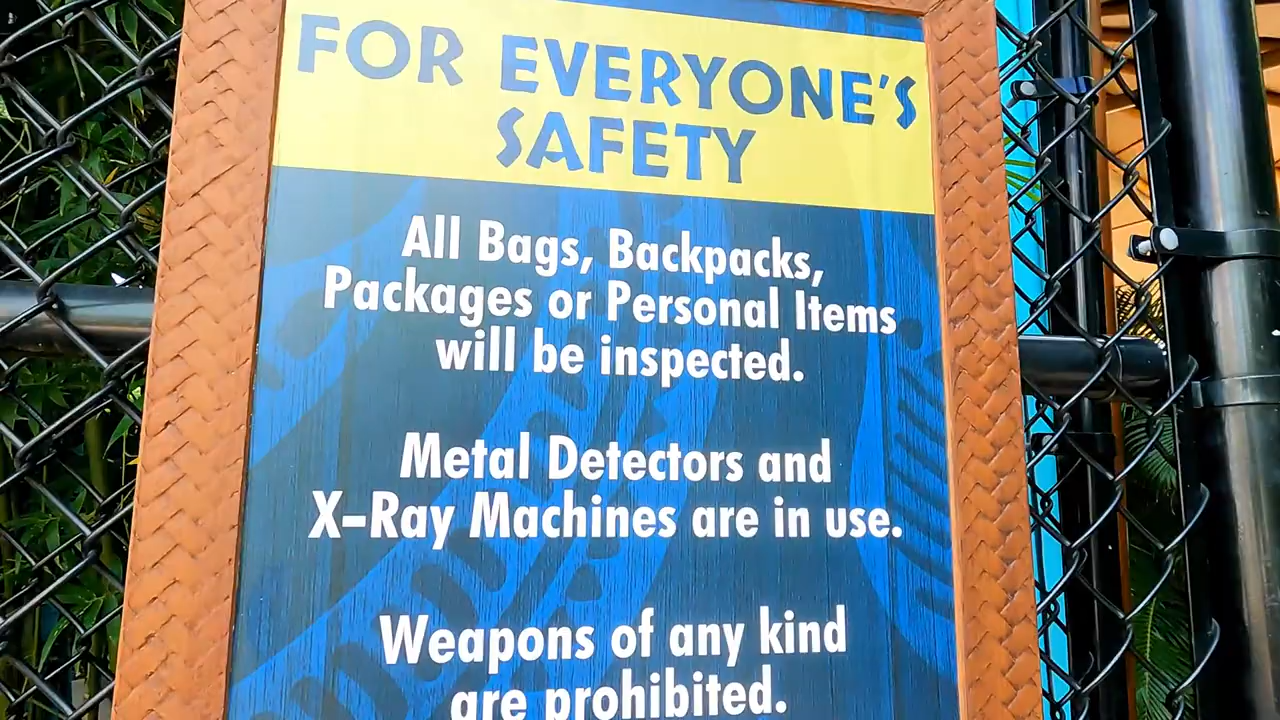 FOR EVERYONE'S
SAFETY
All Bags, Backpacks,
Packages or Personal Items
will be inspected.
Metal Detectors and
X-Ray Machines are in use.
Weapons of any kind
are prohibited.